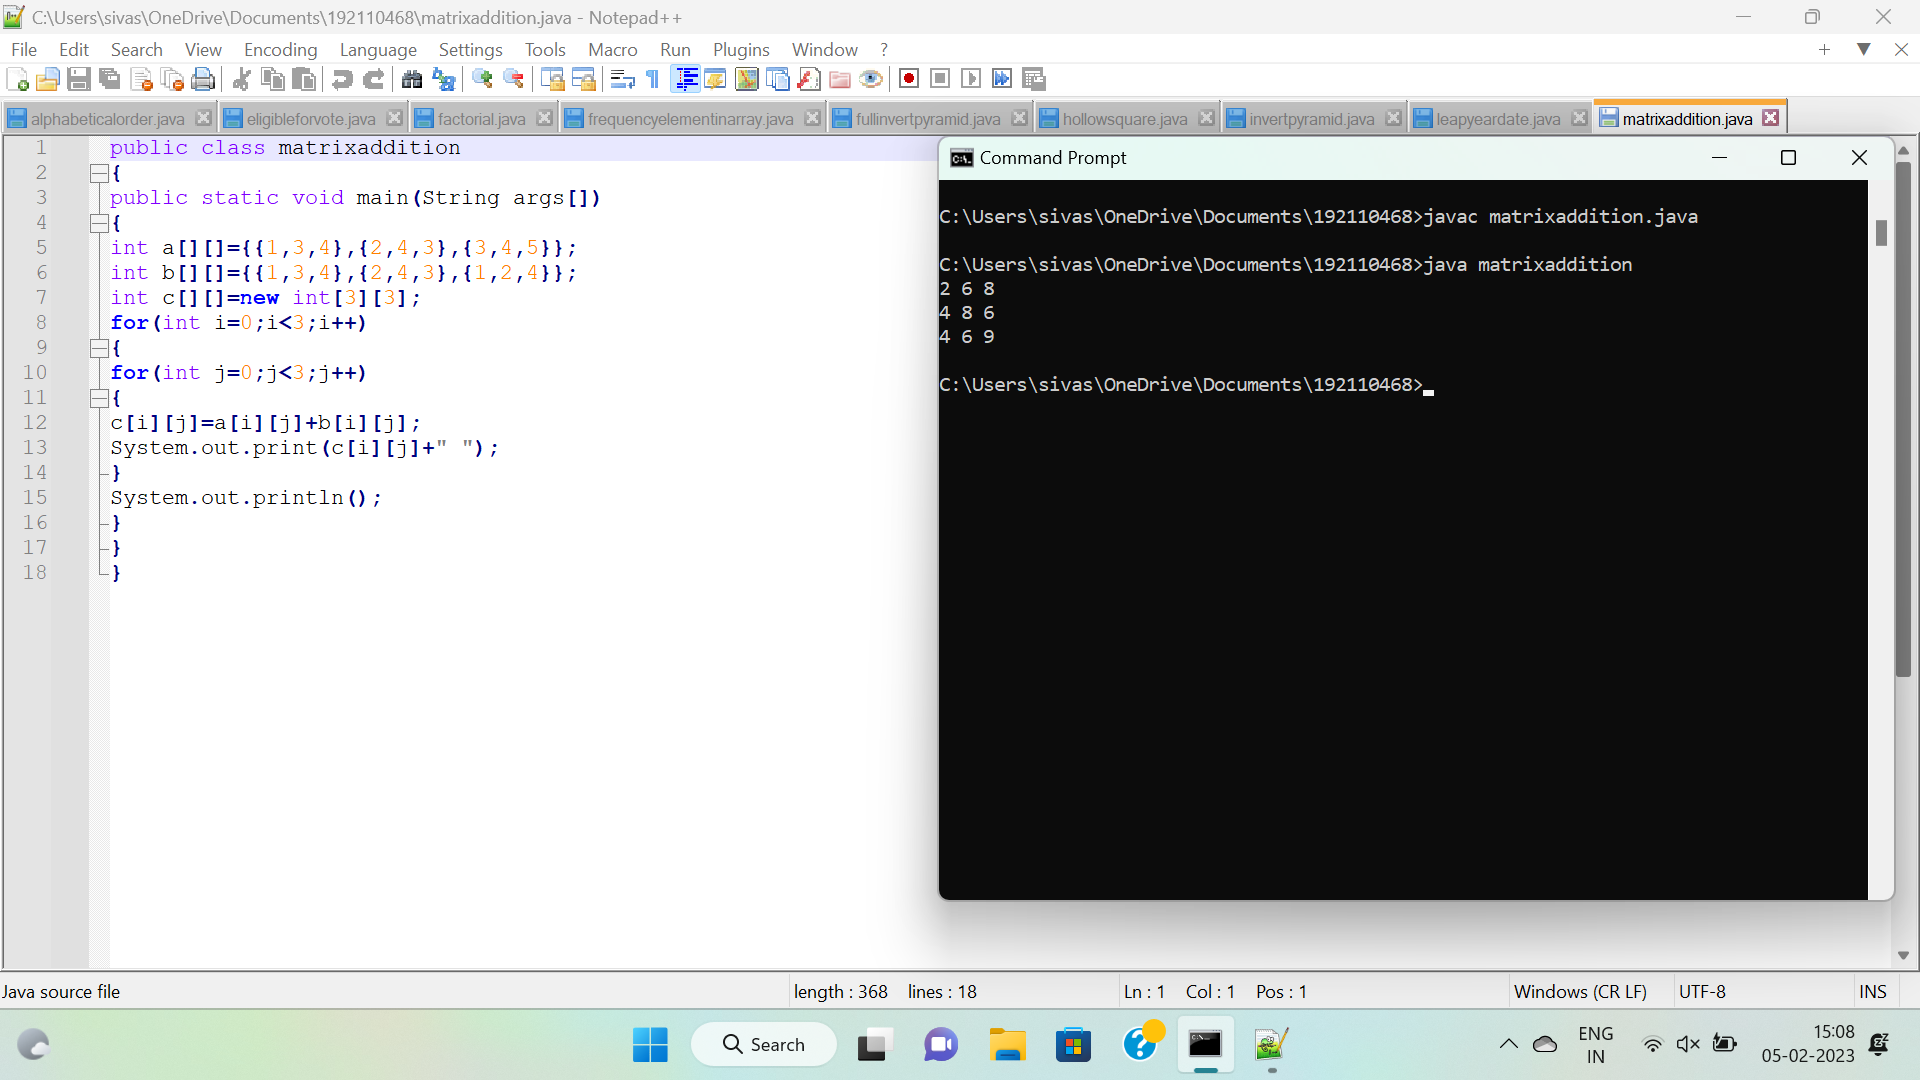 C:\Users\sivas\OneDrive\Documents\192110468\matrixaddition.java - Notepad++
File Edit Search View Encoding Language Settings Tools Macro Run Plugins Window ?
alphabeticalorder.java eligibleforvote.java factorial.java frequencyelementinarray.java fullinvertpyramid.java hollowsquare.java invertpyramid.java leapyeardate.java matrixaddition.java
1 public class matrixaddition
2 {
3 public static void main(String args[])
4 {
5 int a[][]={{1,3,4},{2,4,3},{3,4,5}};
6 int b[][]={{1,3,4},{2,4,3},{1,2,4}};
7 int c[][]=new int[3][3];
8 for(int i=0;i<3;i++)
9 {
10 for(int j=0;j<3;j++)
11 {
12 c[i][j]=a[i][j]+b[i][j];
13 System.out.print(c[i][j]+" ");
14 }
15 System.out.println();
16 }
17 }
18 }
Command Prompt
C:\Users\sivas\OneDrive\Documents\192110468>javac matrixaddition.java
C:\Users\sivas\OneDrive\Documents\192110468>java matrixaddition
2 6 8
4 8 6
4 6 9
C:\Users\sivas\OneDrive\Documents\192110468>
Java source file length : 368 lines : 18 Ln : 1 Col : 1 Pos : 1 Windows (CR LF) UTF-8 INS
Search
ENG
IN
15:08
05-02-2023